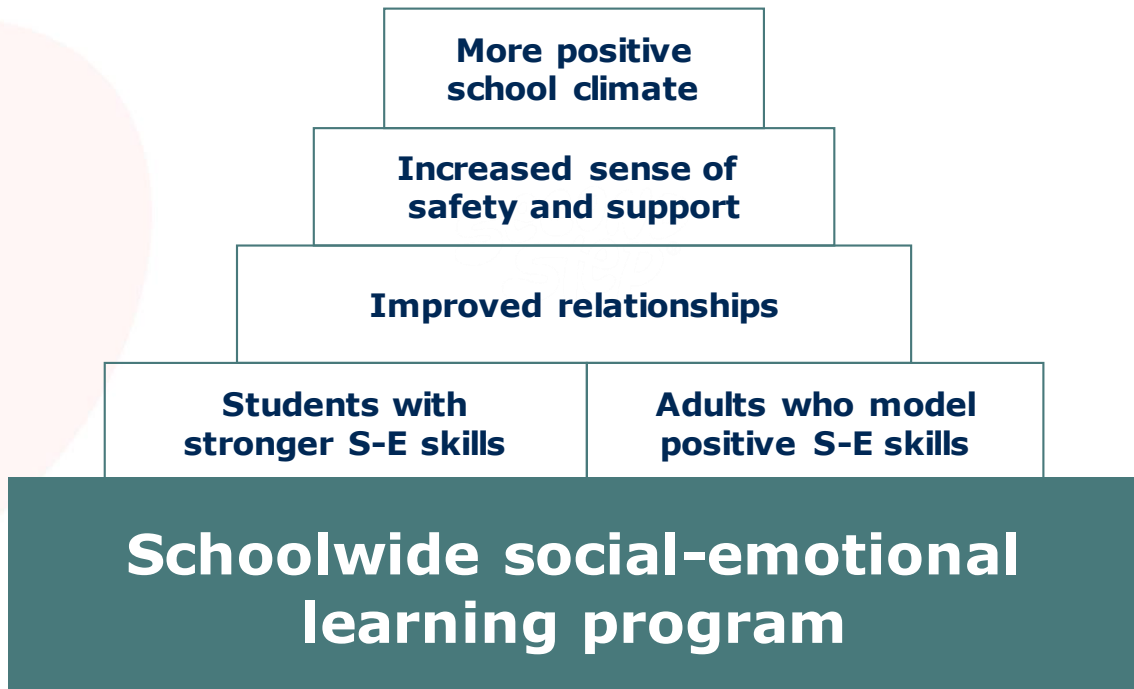 More positive
school climate
Increased sense of
safety and support
Improved relationships
Students with
stronger S-E skills
Adults who model
positive S-E skills
Schoolwide social-emotional
learning program